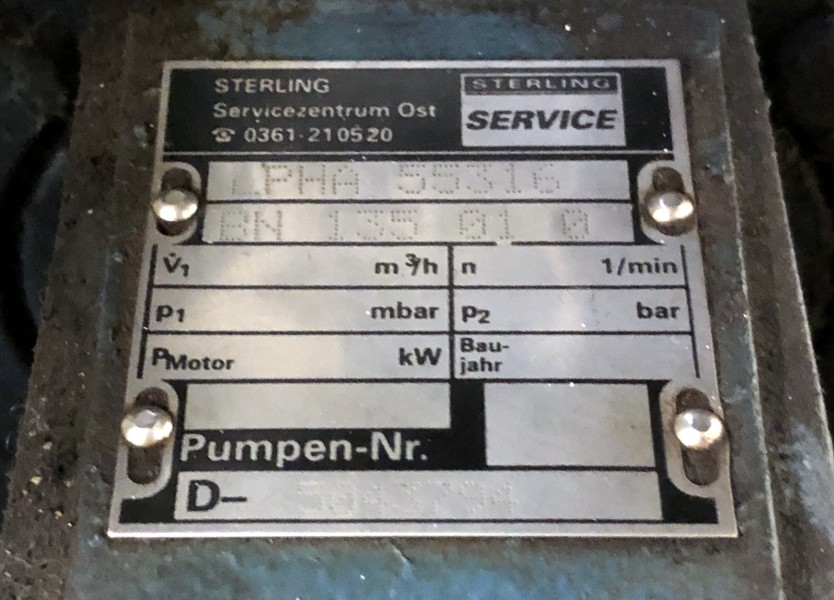 STERLING
Servicezentrum Ost
☎ 0361-210520
STERLING
SERVICE
LPHA 55316
BN 135 01 0
V̇1 m³/h n 1/min
p1 mbar p2 bar
PMotor kW Bau-
jahr
Pumpen-Nr.
D–